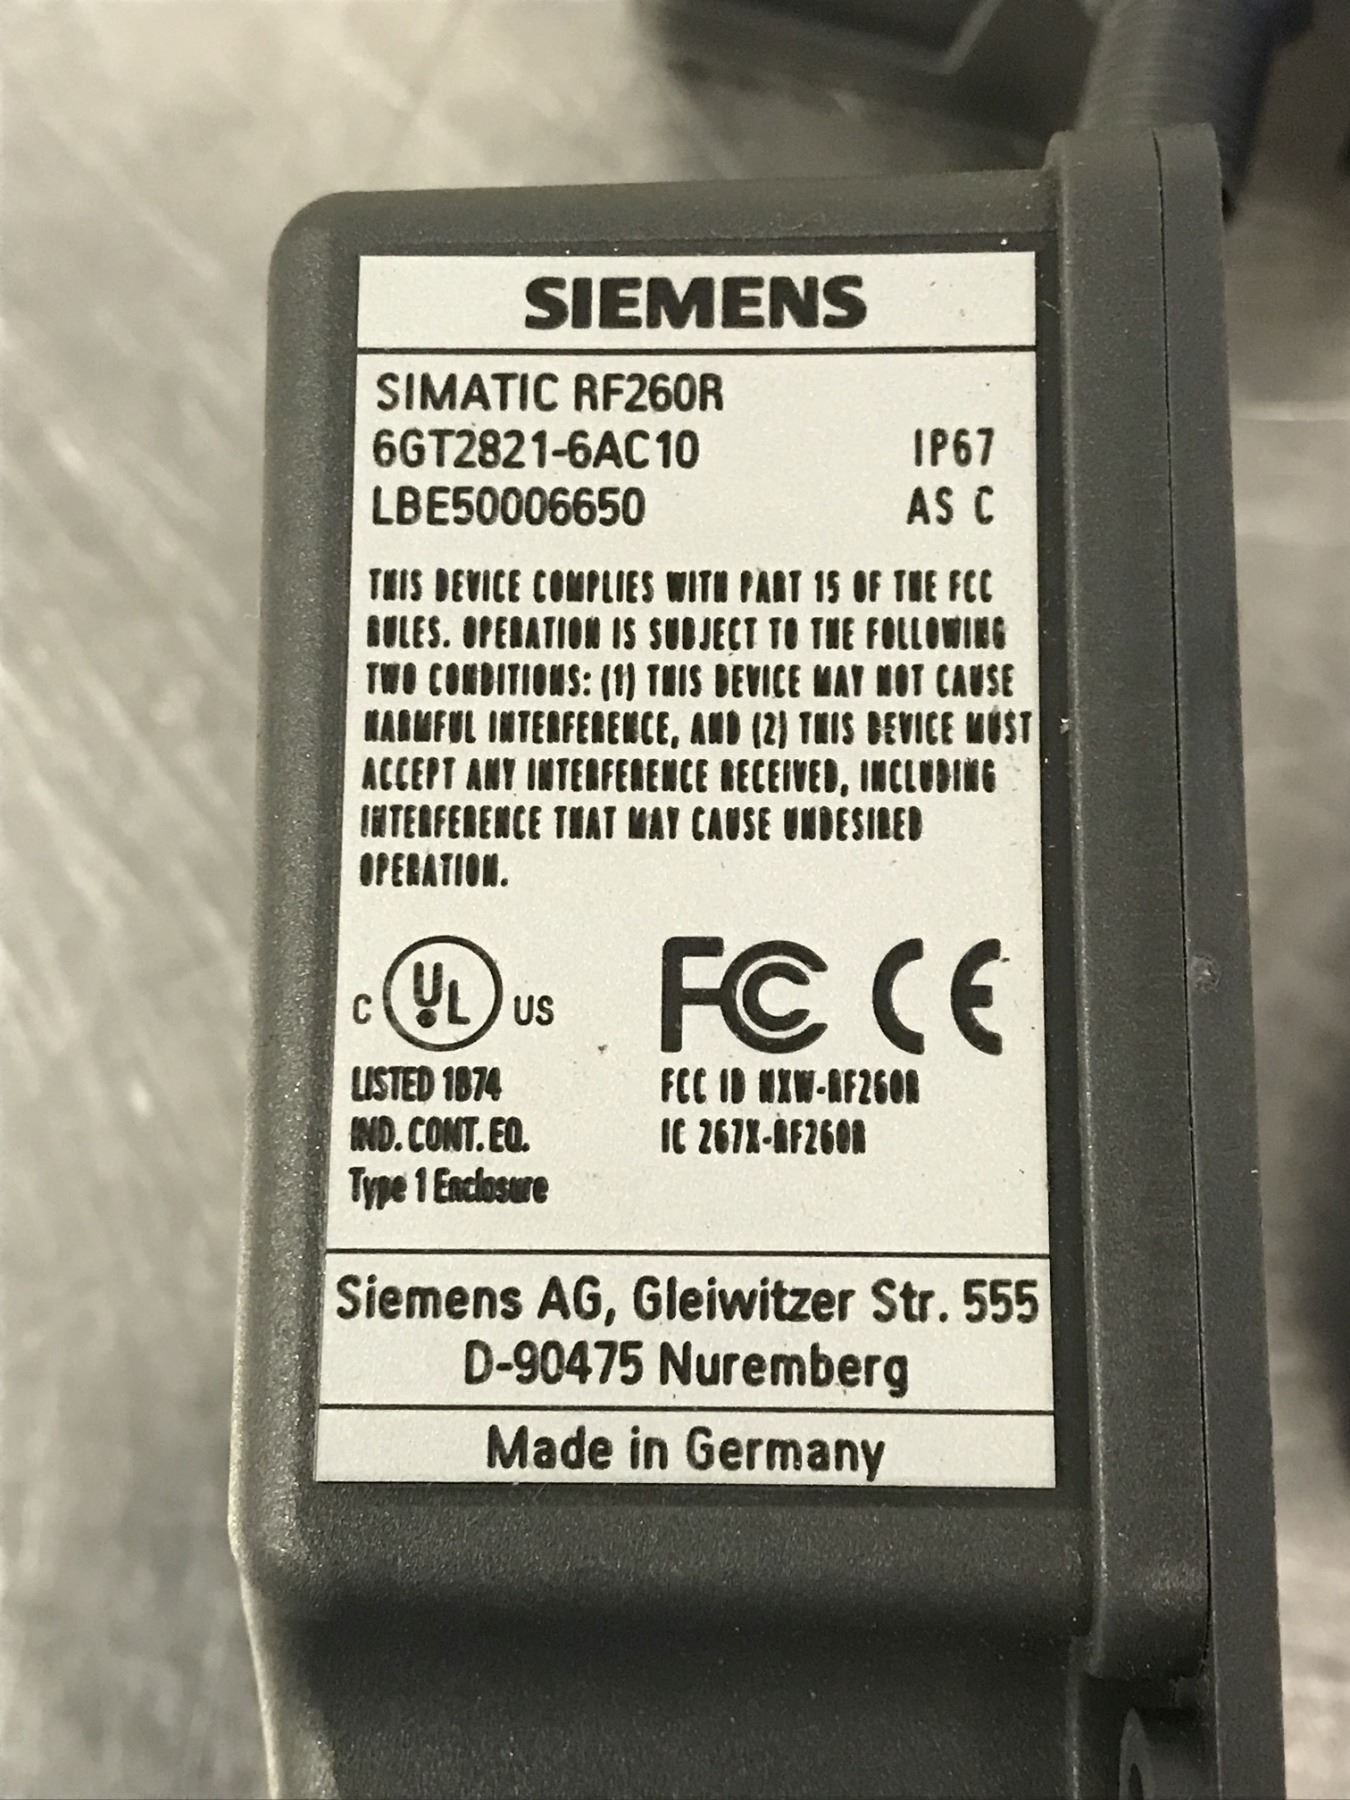 SIEMENS
SIMATIC RF260R
6GT2821-6AC10 IP67
LBE50006650 AS C
THIS DEVICE COMPLIES WITH PART 15 OF THE FCC
RULES. OPERATION IS SUBJECT TO THE FOLLOWING
TWO CONDITIONS: (1) THIS DEVICE MAY NOT CAUSE
HARMFUL INTERFERENCE, AND (2) THIS DEVICE MUST
ACCEPT ANY INTERFERENCE RECEIVED, INCLUDING
INTERFERENCE THAT MAY CAUSE UNDESIRED
OPERATION.
C UL US FC CE
LISTED 1B74 FCC ID NXW-RF260R
IND. CONT. EQ. IC 267X-RF260R
Type 1 Enclosure
Siemens AG, Gleiwitzer Str. 555
D-90475 Nuremberg
Made in Germany